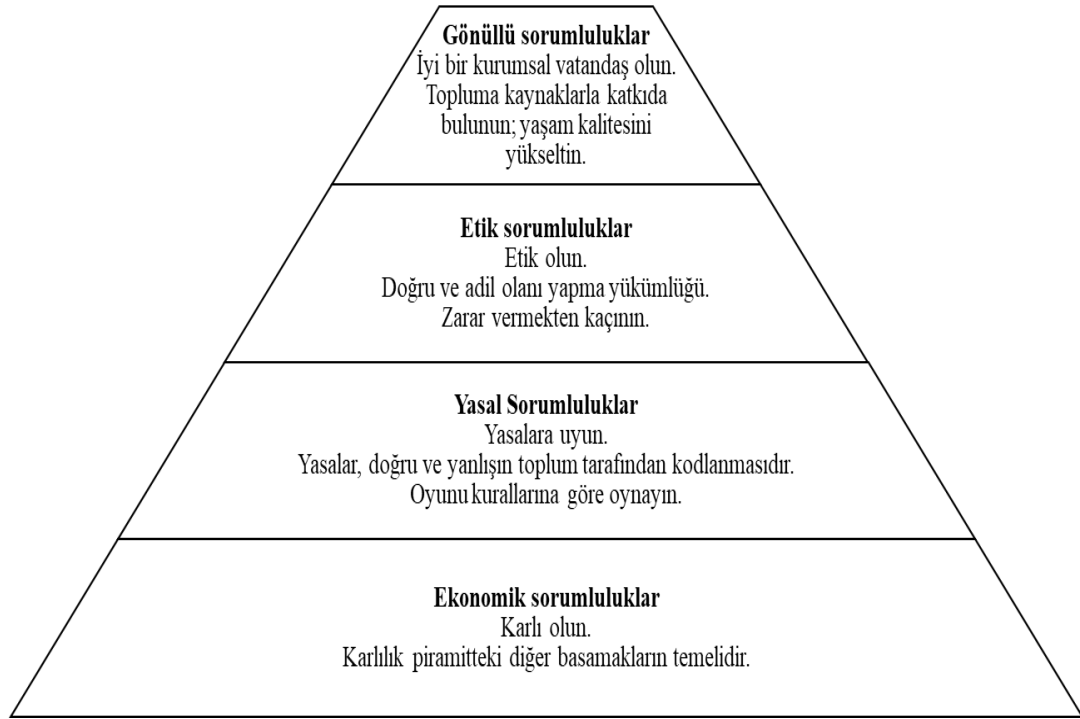 Gönüllü sorumluluklar
İyi bir kurumsal vatandaş olun.
Topluma kaynaklarla katkıda
bulunun; yaşam kalitesini
yükseltin.
Etik sorumluluklar
Etik olun.
Doğru ve adil olanı yapma yükümlüğü.
Zarar vermekten kaçının.
Yasal Sorumluluklar
Yasalara uyun.
Yasalar, doğru ve yanlışın toplum tarafından kodlanmasıdır.
Oyunu kurallarına göre oynayın.
Ekonomik sorumluluklar
Karlı olun.
Karlılık piramitteki diğer basamakların temelidir.